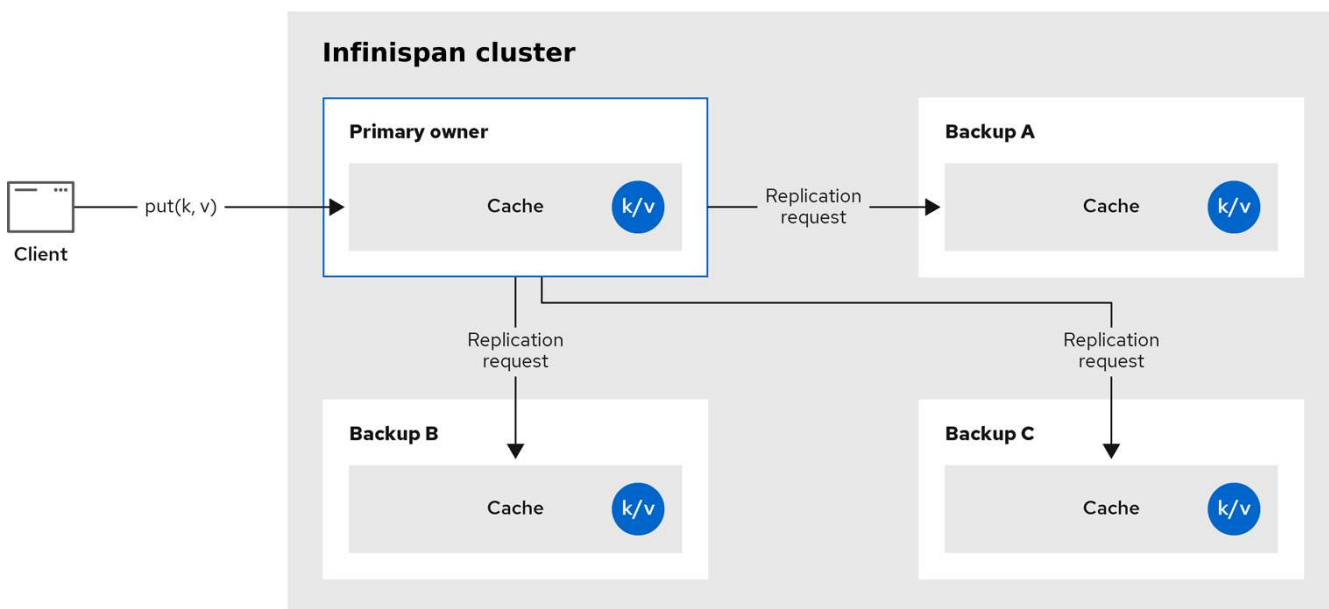 Infinispan cluster
Primary owner
Cache
k/v
Backup A
Cache
k/v
put(k, v)
Client
Replication
request
Replication
request
Replication
request
Backup B
Cache
k/v
Backup C
Cache
k/v